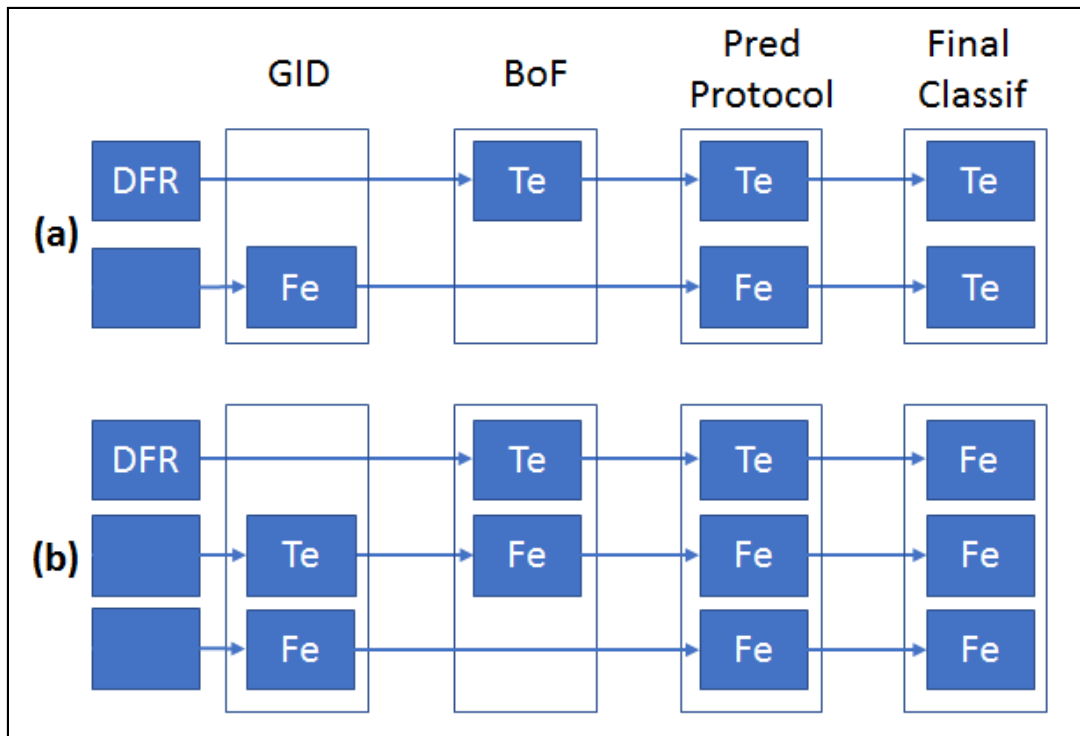 GID BoF Pred Protocol Final Classif
DFR Te Te Te
(a)
Fe Fe Te
DFR Te Te Fe
(b) Te Fe Fe Fe
Fe Fe Fe